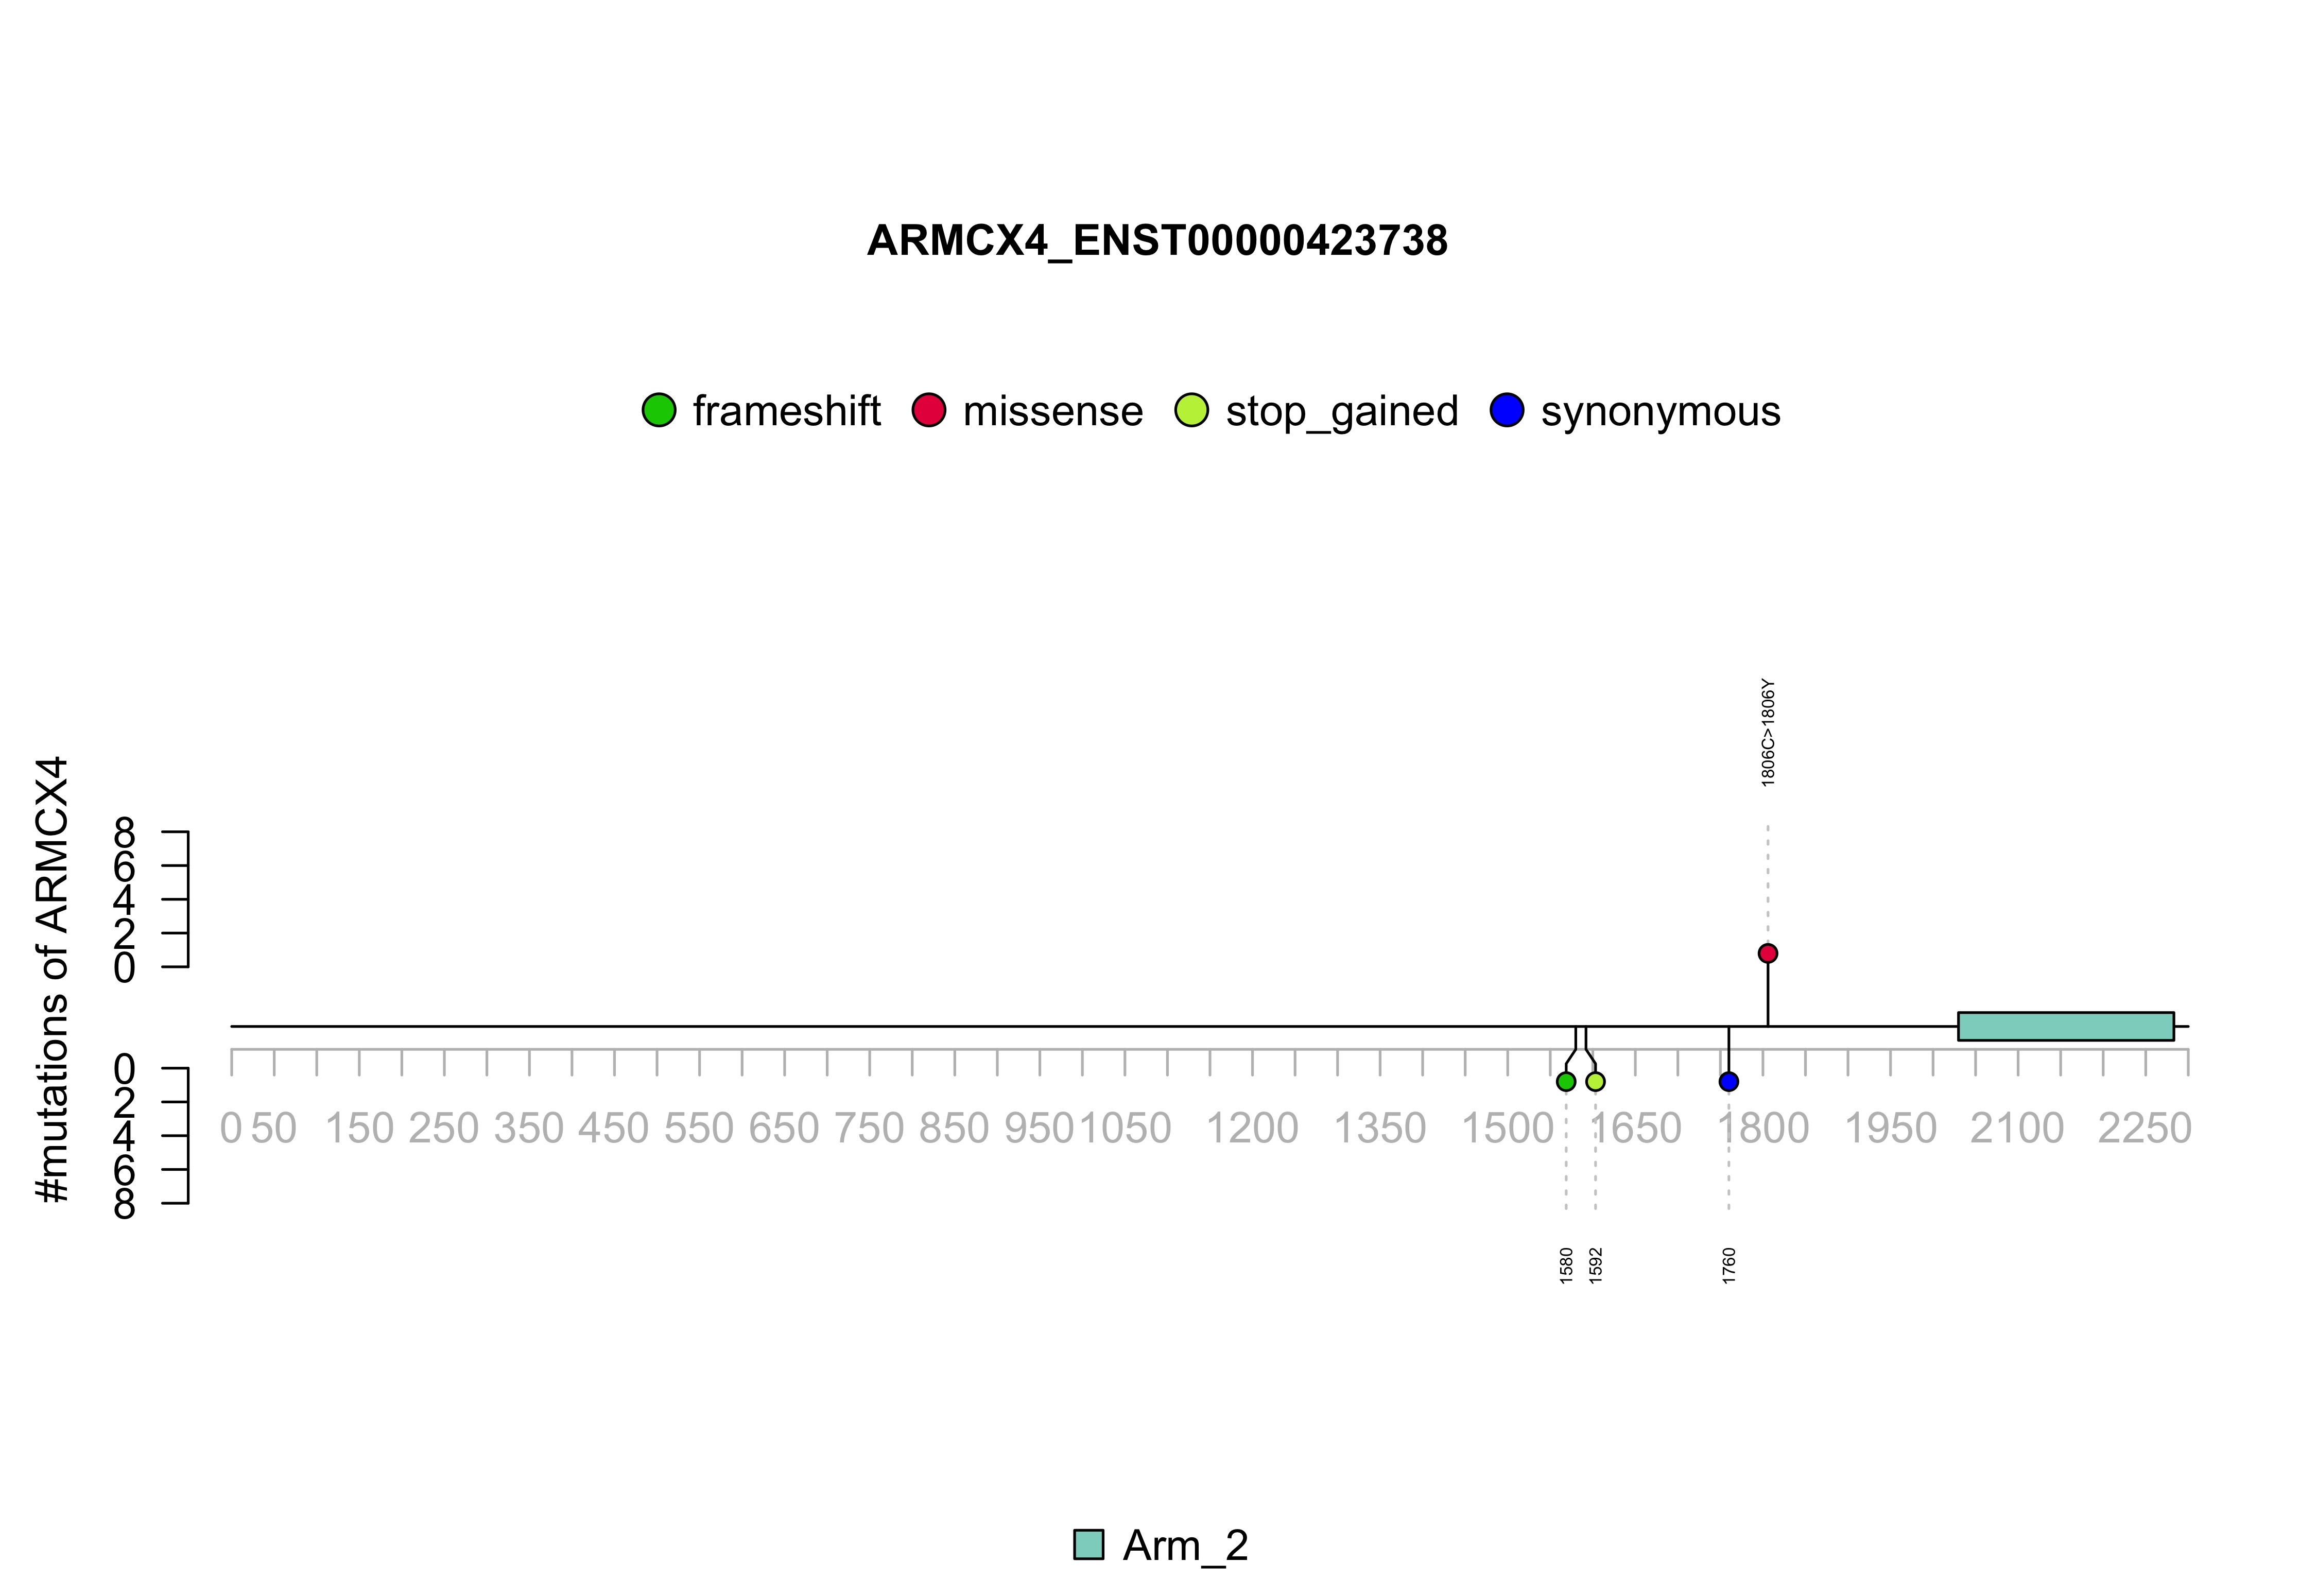 ARMCX4_ENST00000423738
frameshift missense stop_gained synonymous
1806C>1806Y
#mutations of ARMCX4
8
6
4
2
0
0
2
4
6
8
0 50 150 250 350 450 550 650 750 850 950 1050 1200 1350 1500 1650 1800 1950 2100 2250
1580 1592 1760
Arm_2